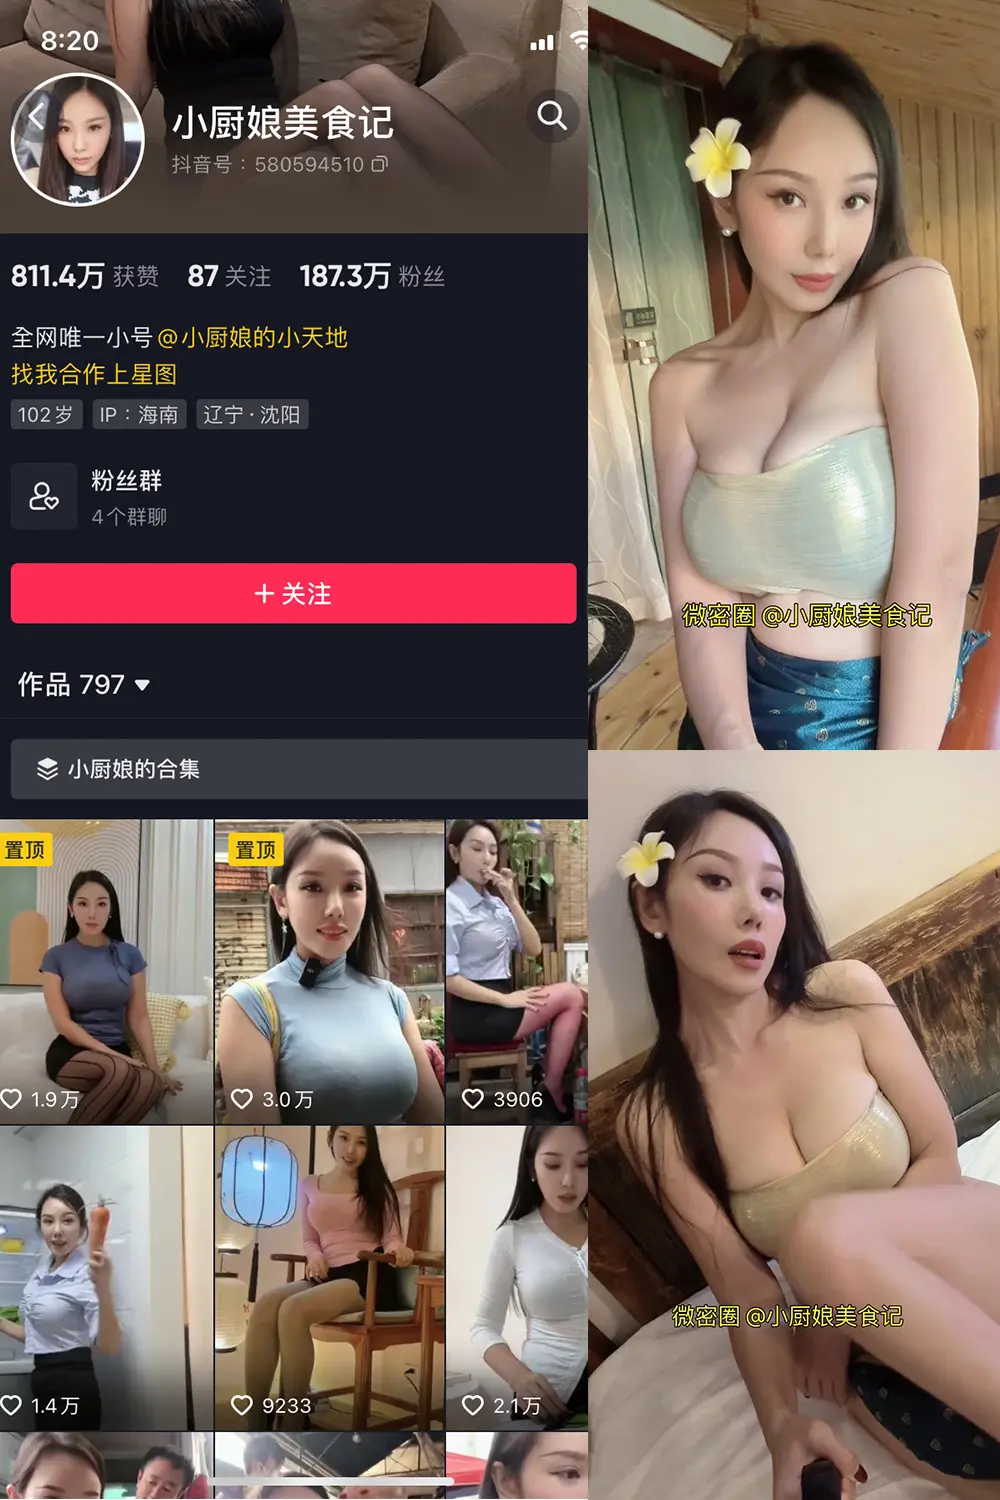 8:20
小厨娘美食记
抖音号：580594510
811.4万 获赞 87 关注 187.3万 粉丝
全网唯一小号@小厨娘的小天地
找我合作上星图
102岁 IP：海南 辽宁·沈阳
粉丝群
4个群聊
+ 关注
作品 797
小厨娘的合集
置顶
置顶
1.9万
3.0万
3906
1.4万
9233
2.1万
微密圈 @小厨娘美食记
微密圈 @小厨娘美食记